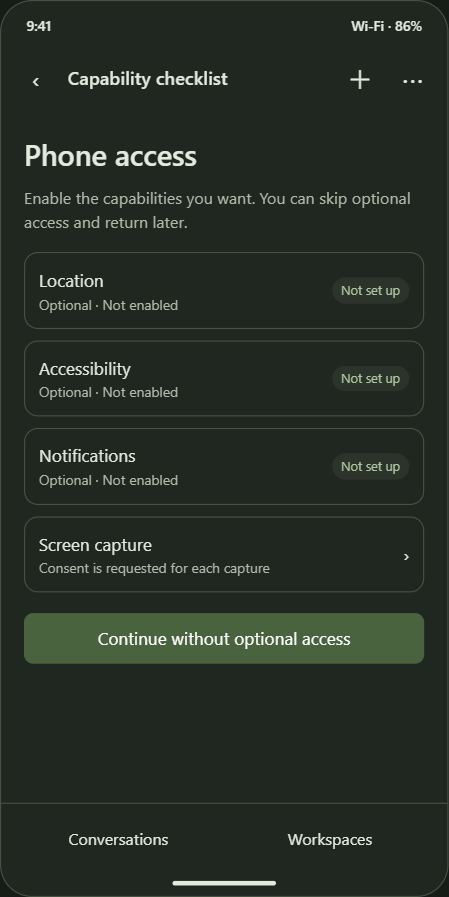 9:41
Wi-Fi · 86%
‹ Capability checklist + ...
Phone access
Enable the capabilities you want. You can skip optional
access and return later.
Location
Optional · Not enabled
Not set up
Accessibility
Optional · Not enabled
Not set up
Notifications
Optional · Not enabled
Not set up
Screen capture
Consent is requested for each capture
›
Continue without optional access
Conversations
Workspaces